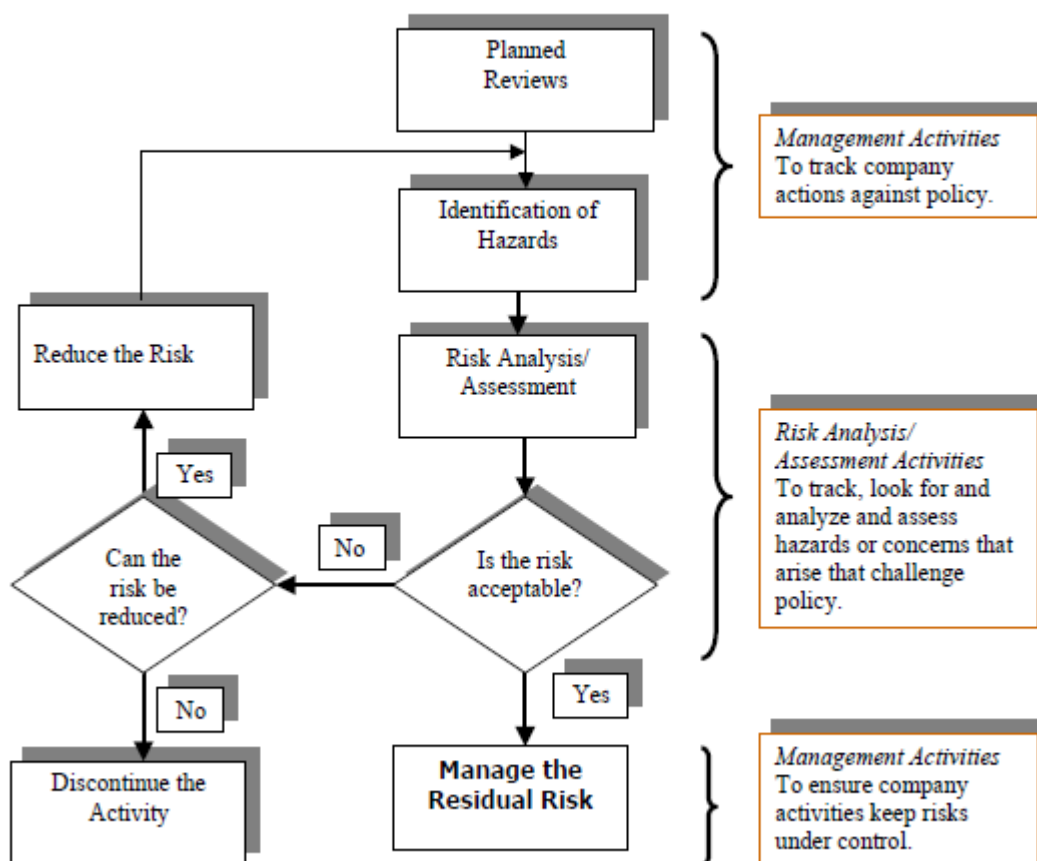 Planned
Reviews
Management Activities
To track company
actions against policy.
Identification of
Hazards
Reduce the Risk
Risk Analysis/
Assessment
Risk Analysis/
Assessment Activities
To track, look for and
analyze and assess
hazards or concerns that
arise that challenge
policy.
Yes
No
Can the
risk be
reduced?
Is the risk
acceptable?
No
Yes
Discontinue the
Activity
Manage the
Residual Risk
Management Activities
To ensure company
activities keep risks
under control.